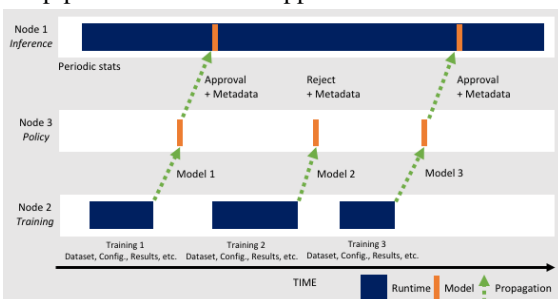 Node 1
Inference
Periodic stats
Approval
+ Metadata
Reject
+ Metadata
Approval
+ Metadata
Node 3
Policy
Model 1
Model 2
Model 3
Node 2
Training
Training 1
Dataset, Config., Results, etc.
Training 2
Dataset, Config., Results, etc.
Training 3
Dataset, Config., Results, etc.
TIME
Runtime
Model
Propagation